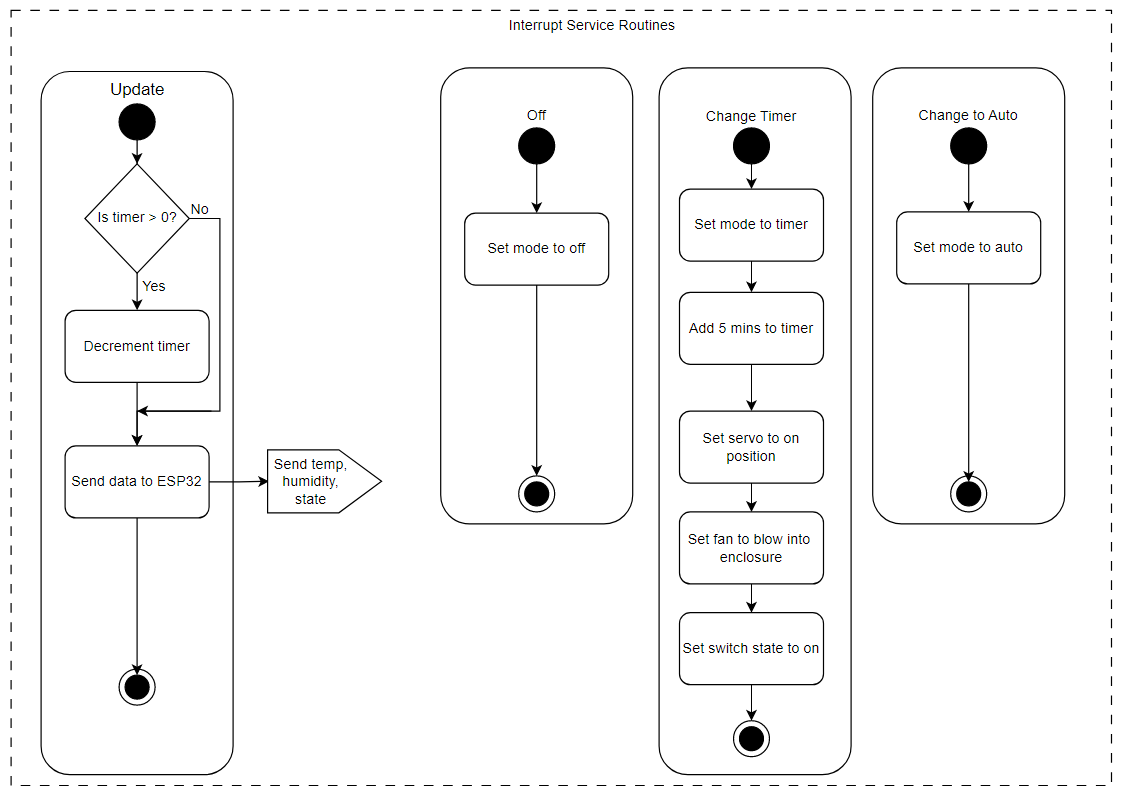 Interrupt Service Routines
Update
Is timer > 0?
No
Yes
Decrement timer
Send data to ESP32
Send temp,
humidity,
state
Off
Set mode to off
Change Timer
Set mode to timer
Add 5 mins to timer
Set servo to on
position
Set fan to blow into
enclosure
Set switch state to on
Change to Auto
Set mode to auto